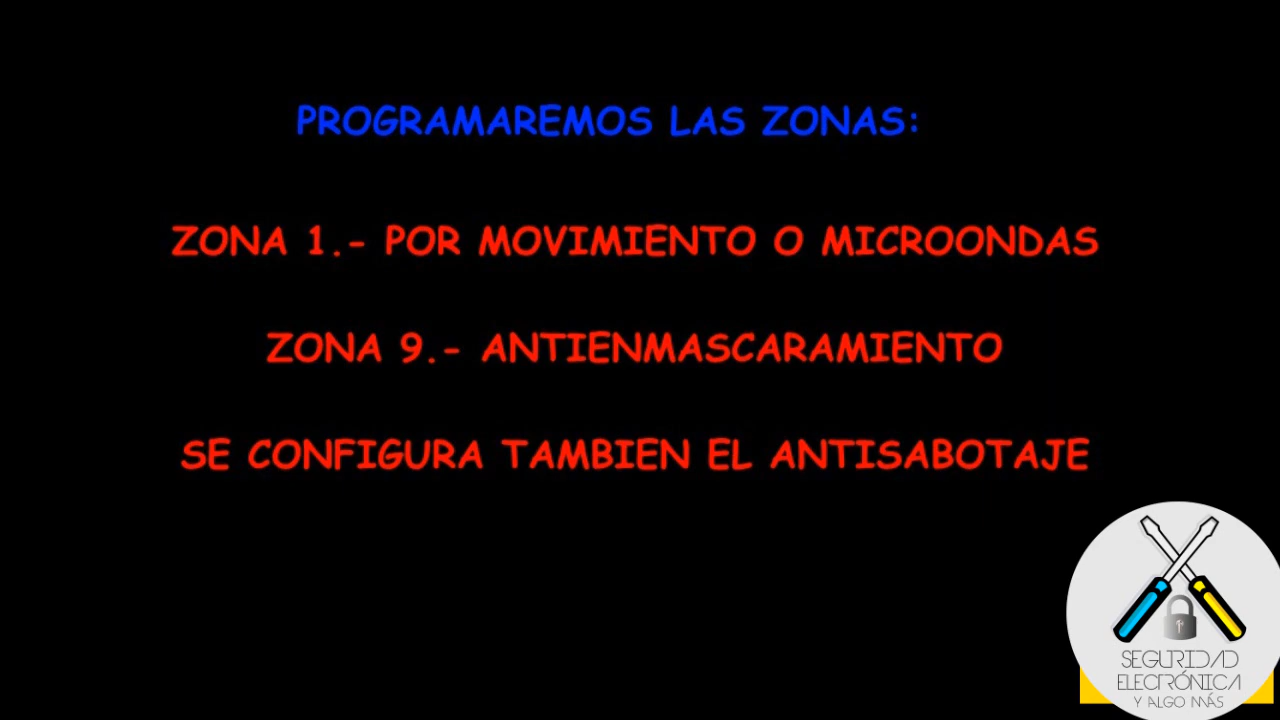 PROGRAMAREMOS LAS ZONAS:
ZONA 1.- POR MOVIMIENTO O MICROONDAS
ZONA 9.- ANTIENMASCARAMIENTO
SE CONFIGURA TAMBIEN EL ANTISABOTAJE
SEGURIDAD
ELECTRÓNICA
Y ALGO MÁS